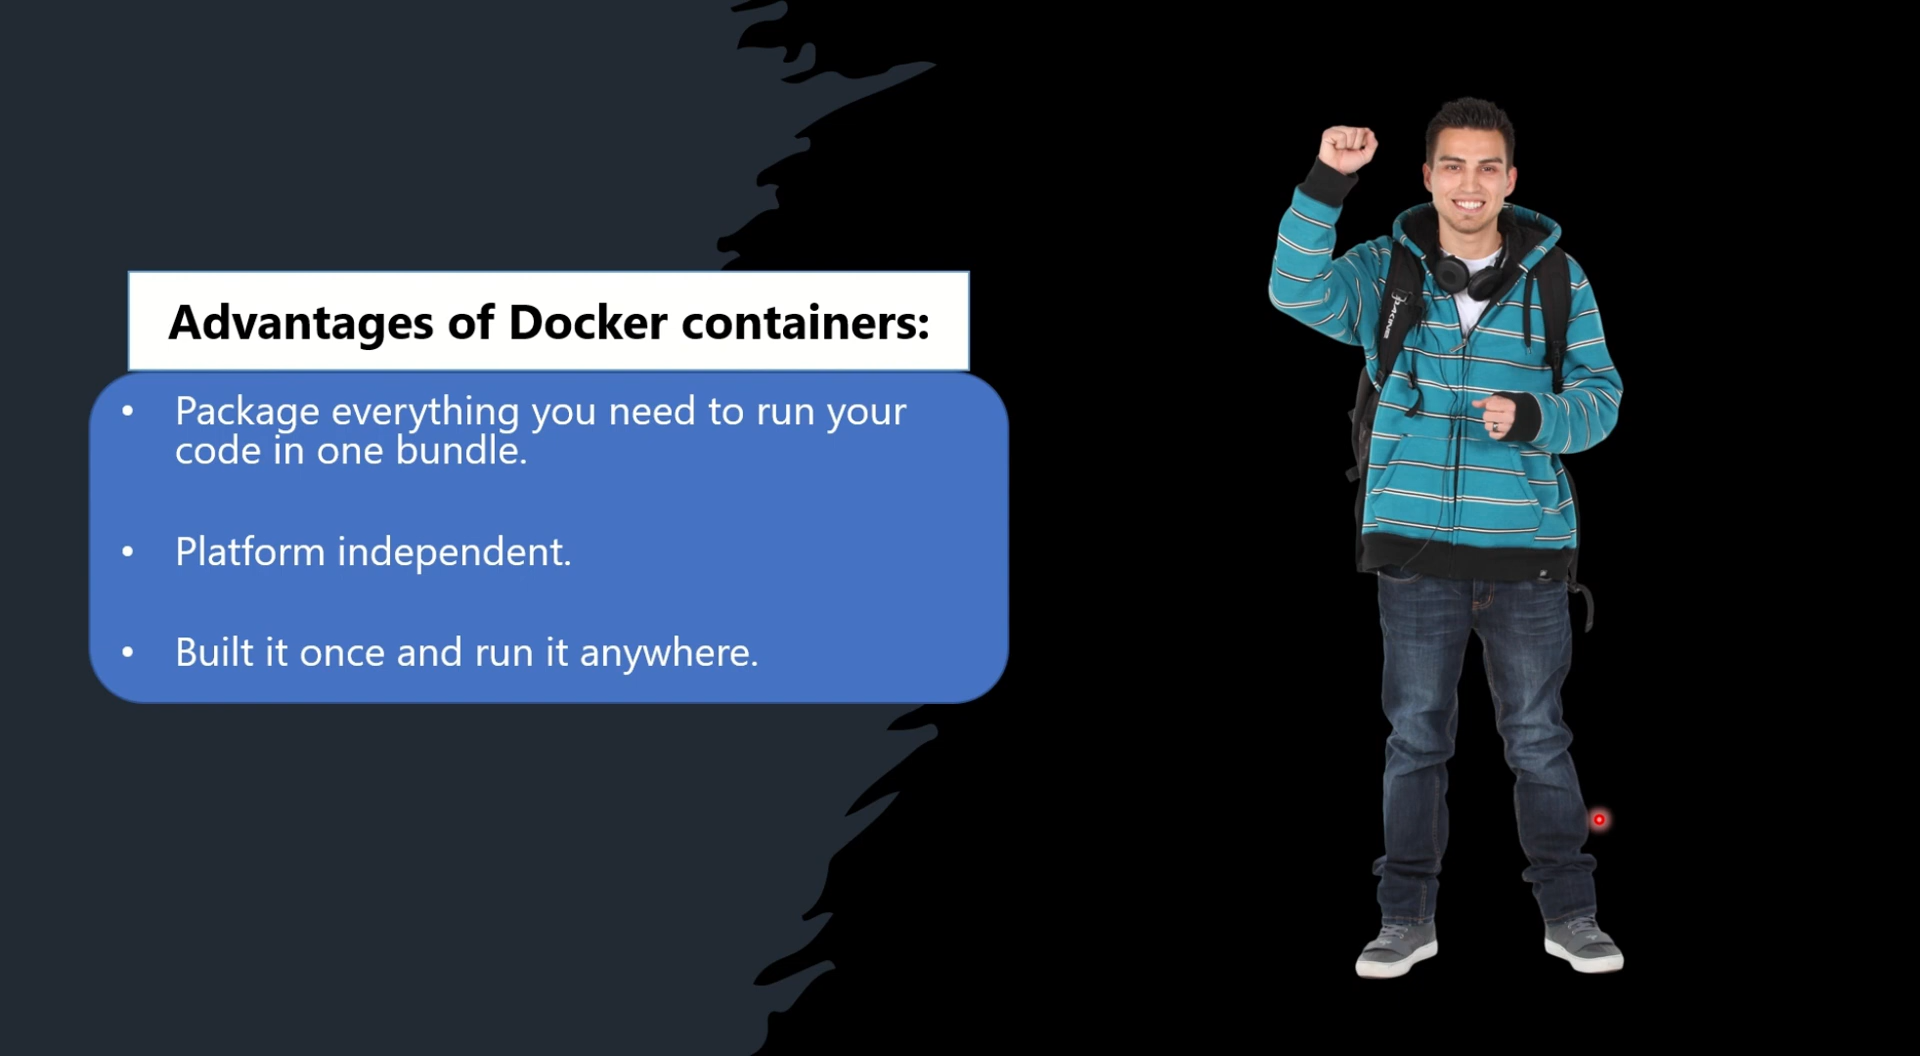 Advantages of Docker containers:
• Package everything you need to run your
code in one bundle.
• Platform independent.
• Built it once and run it anywhere.